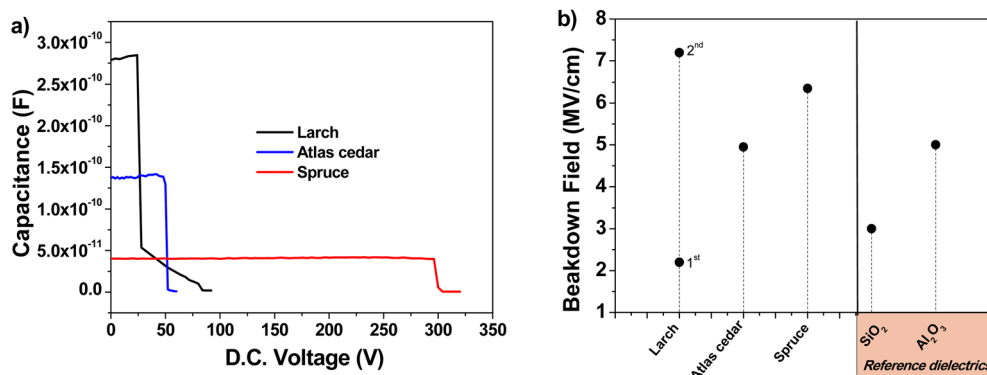 a)
Capacitance (F)
3.0x10⁻¹⁰
2.5x10⁻¹⁰
2.0x10⁻¹⁰
1.5x10⁻¹⁰
1.0x10⁻¹⁰
5.0x10⁻¹¹
0.0
Larch
Atlas cedar
Spruce
0 50 100 150 200 250 300 350
D.C. Voltage (V)
b)
Beakdown Field (MV/cm)
8
7
6
5
4
3
2
1
2nd
1st
Larch
Atlas cedar
Spruce
SiO₂
Al₂O₃
Reference dielectrics